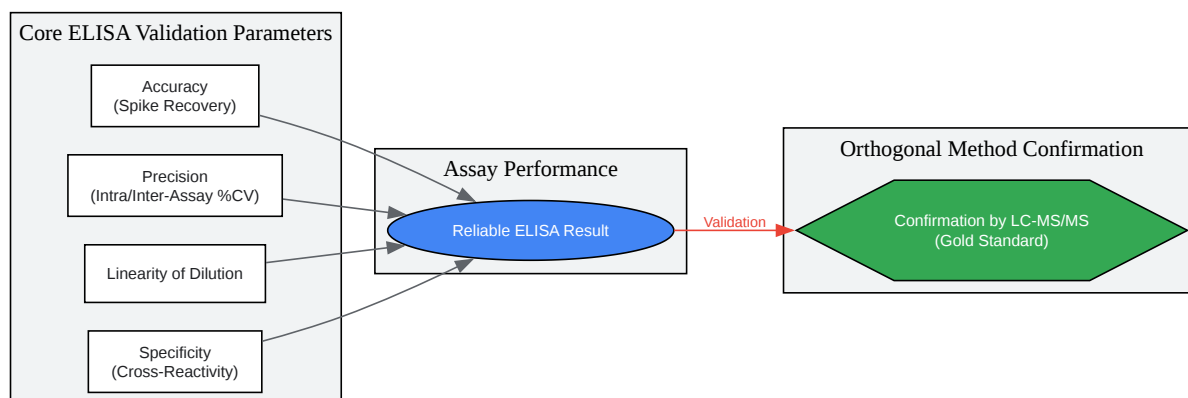 Core ELISA Validation Parameters
Accuracy
(Spike Recovery)
Precision
(Intra/Inter-Assay %CV)
Linearity of Dilution
Specificity
(Cross-Reactivity)
Assay Performance
Reliable ELISA Result
Validation
Orthogonal Method Confirmation
Confirmation by LC-MS/MS
(Gold Standard)